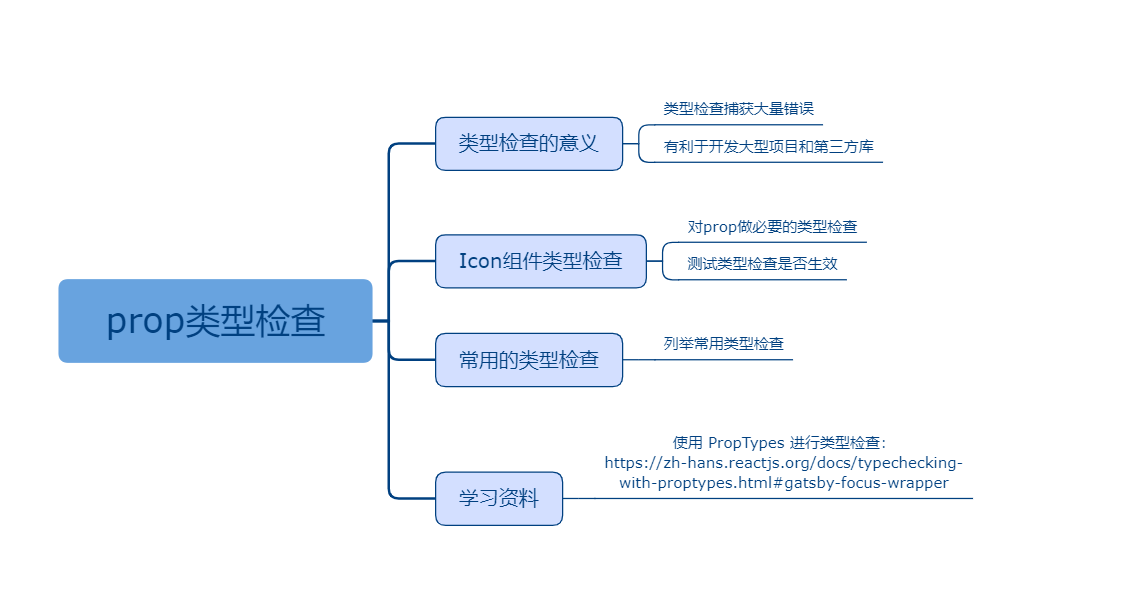 prop类型检查
类型检查的意义
类型检查捕获大量错误
有利于开发大型项目和第三方库
Icon组件类型检查
对prop做必要的类型检查
测试类型检查是否生效
常用的类型检查
列举常用类型检查
学习资料
使用 PropTypes 进行类型检查：
https://zh-hans.reactjs.org/docs/typechecking-
with-proptypes.html#gatsby-focus-wrapper